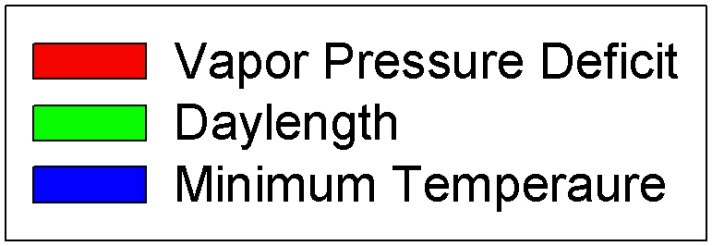 Vapor Pressure Deficit
Daylength
Minimum Temperaure